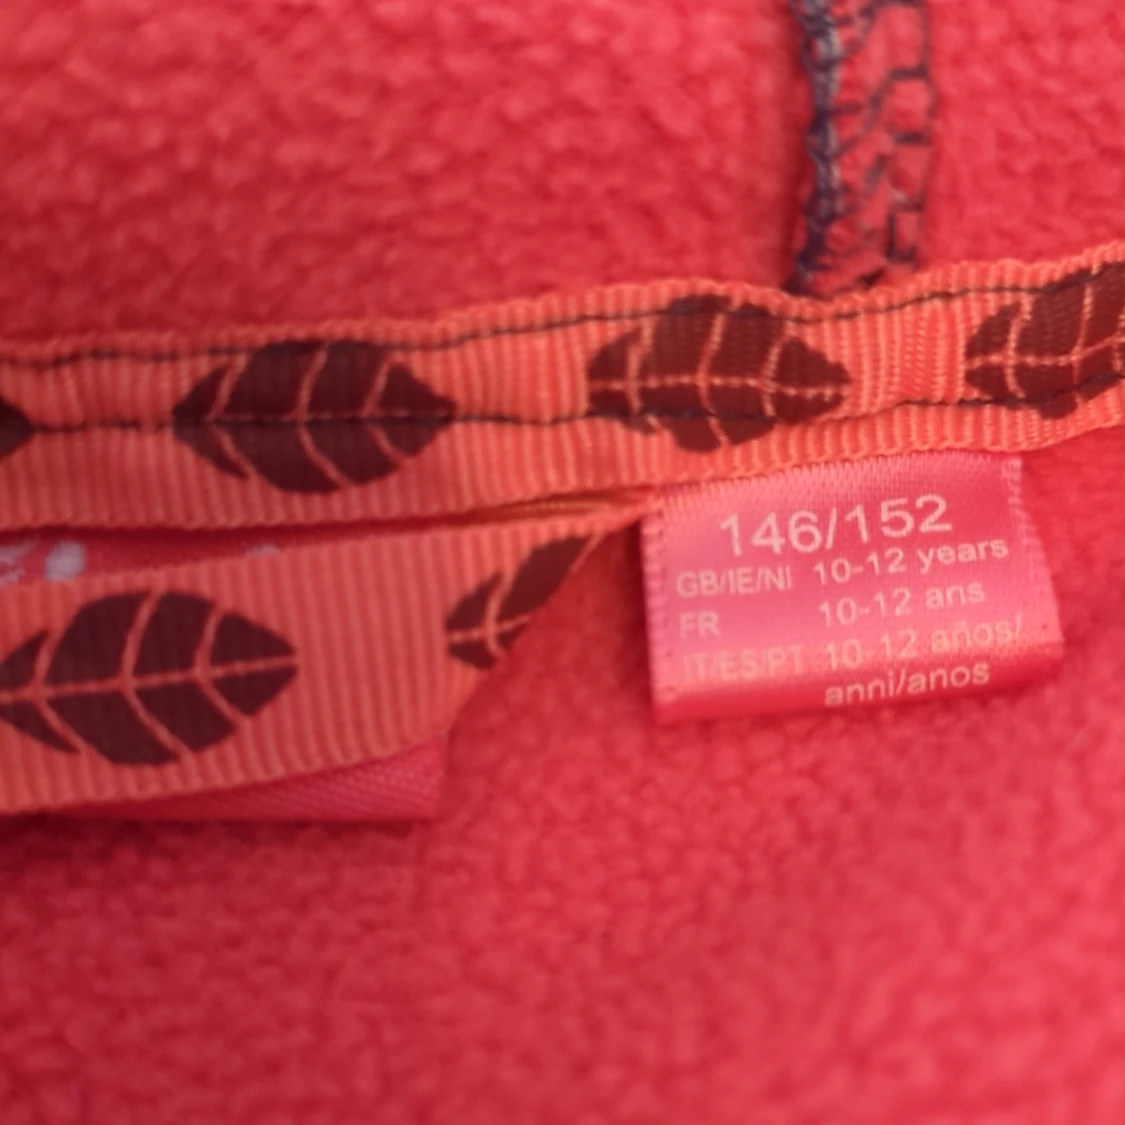 146/152
GB/IE/NI 10-12 years
FR 10-12 ans
IT/ES/PT 10-12 años/
anni/anos